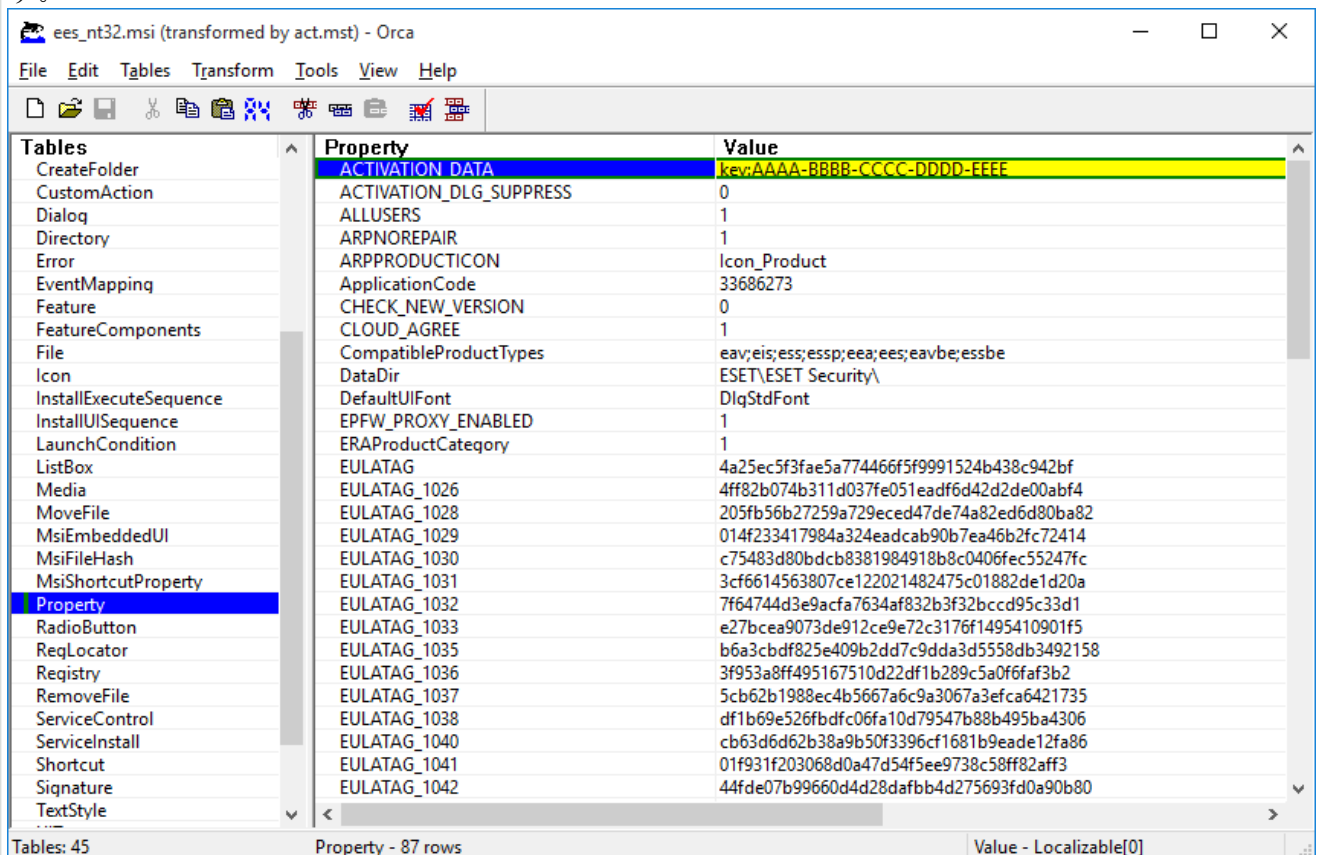 す。
ees_nt32.msi (transformed by act.mst) - Orca
File Edit Tables Transform Tools View Help
Tables Property Value
CreateFolder ACTIVATION_DATA key:AAAA-BBBB-CCCC-DDDD-EEEE
CustomAction ACTIVATION_DLG_SUPPRESS 0
Dialog ALLUSERS 1
Directory ARPNOREPAIR 1
Error ARPPRODUCTICON Icon_Product
EventMapping ApplicationCode 33686273
Feature CHECK_NEW_VERSION 0
FeatureComponents CLOUD_AGREE 1
File CompatibleProductTypes eav;eis;ess;essp;eea;ees;eavbe;essbe
Icon DataDir ESET\ESET Security\
InstallExecuteSequence DefaultUIFont DlgStdFont
InstallUISequence EPFW_PROXY_ENABLED 1
LaunchCondition ERAProductCategory 1
ListBox EULATAG 4a25ec5f3fae5a774466f5f9991524b438c942bf
Media EULATAG_1026 4ff82b074b311d037fe051eadf6d42d2de00abf4
MoveFile EULATAG_1028 205fb56b27259a729eced47de74a82ed6d80ba82
MsiEmbeddedUI EULATAG_1029 014f233417984a324eadcab90b7ea46b2fc72414
MsiFileHash EULATAG_1030 c75483d80bdcb8381984918b8c0406fec55247fc
MsiShortcutProperty EULATAG_1031 3cf6614563807ce122021482475c01882de1d20a
Property EULATAG_1032 7f64744d3e9acfa7634af832b3f32bccd95c33d1
RadioButton EULATAG_1033 e27bcea9073de912ce9e72c3176f1495410901f5
RegLocator EULATAG_1035 b6a3cbdf825e409b2dd7c9dda3d5558db3492158
Registry EULATAG_1036 3f953a8ff495167510d22df1b289c5a0f6faf3b2
RemoveFile EULATAG_1037 5cb62b1988ec4b5667a6c9a3067a3efca6421735
ServiceControl EULATAG_1038 df1b69e526fbdfc06fa10d79547b88b495ba4306
ServiceInstall EULATAG_1040 cb63d6d62b38a9b50f3396cf1681b9eade12fa86
Shortcut EULATAG_1041 01f931f203068d0a47d54f5ee9738c58ff82aff3
Signature EULATAG_1042 44fde07b99660d4d28dafbb4d275693fd0a90b80
TextStyle
Tables: 45 Property - 87 rows Value - Localizable[0]